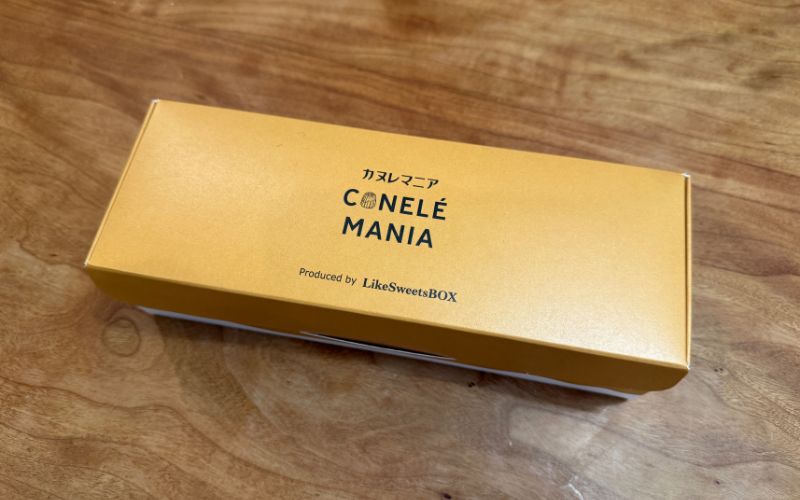 カヌレマニア
CONELÉ
MANIA
Produced by LikeSweetsBOX